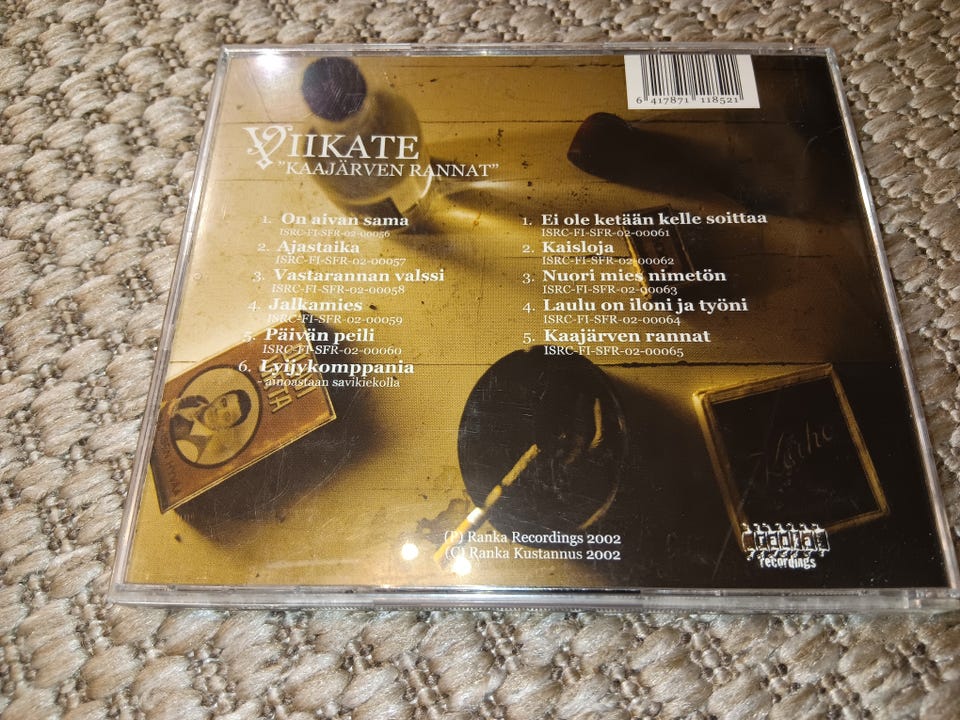 6 417871 118521
VIIKATE
"KAAJÄRVEN RANNAT"
1. On aivan sama
ISRC-FI-SFR-02-00056
2. Ajastaika
ISRC-FI-SFR-02-00057
3. Vastarannan valssi
ISRC-FI-SFR-02-00058
4. Jalkamies
ISRC-FI-SFR-02-00059
5. Päivän peili
ISRC-FI-SFR-02-00060
6. Lyijykomppania
- ainoastaan savikiekolla
1. Ei ole ketään kelle soittaa
ISRC-FI-SFR-02-00061
2. Kaisloja
ISRC-FI-SFR-02-00062
3. Nuori mies nimetön
ISRC-FI-SFR-02-00063
4. Laulu on iloni ja työni
ISRC-FI-SFR-02-00064
5. Kaajärven rannat
ISRC-FI-SFR-02-00065
(P) Ranka Recordings 2002
(C) Ranka Kustannus 2002
ranka
recordings